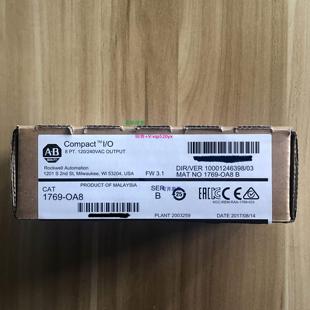 A·B
Compact™I/O
8 PT. 120/240VAC OUTPUT
Rockwell Automation
1201 S 2nd St, Milwaukee, WI 53204, USA
FW 3.1
DIR/VER 10001246398/03
MAT NO 1769-OA8 B
PRODUCT OF MALAYSIA
CAT
1769-OA8
SER
B
25
PLANT 2003259
DATE 2017/08/14